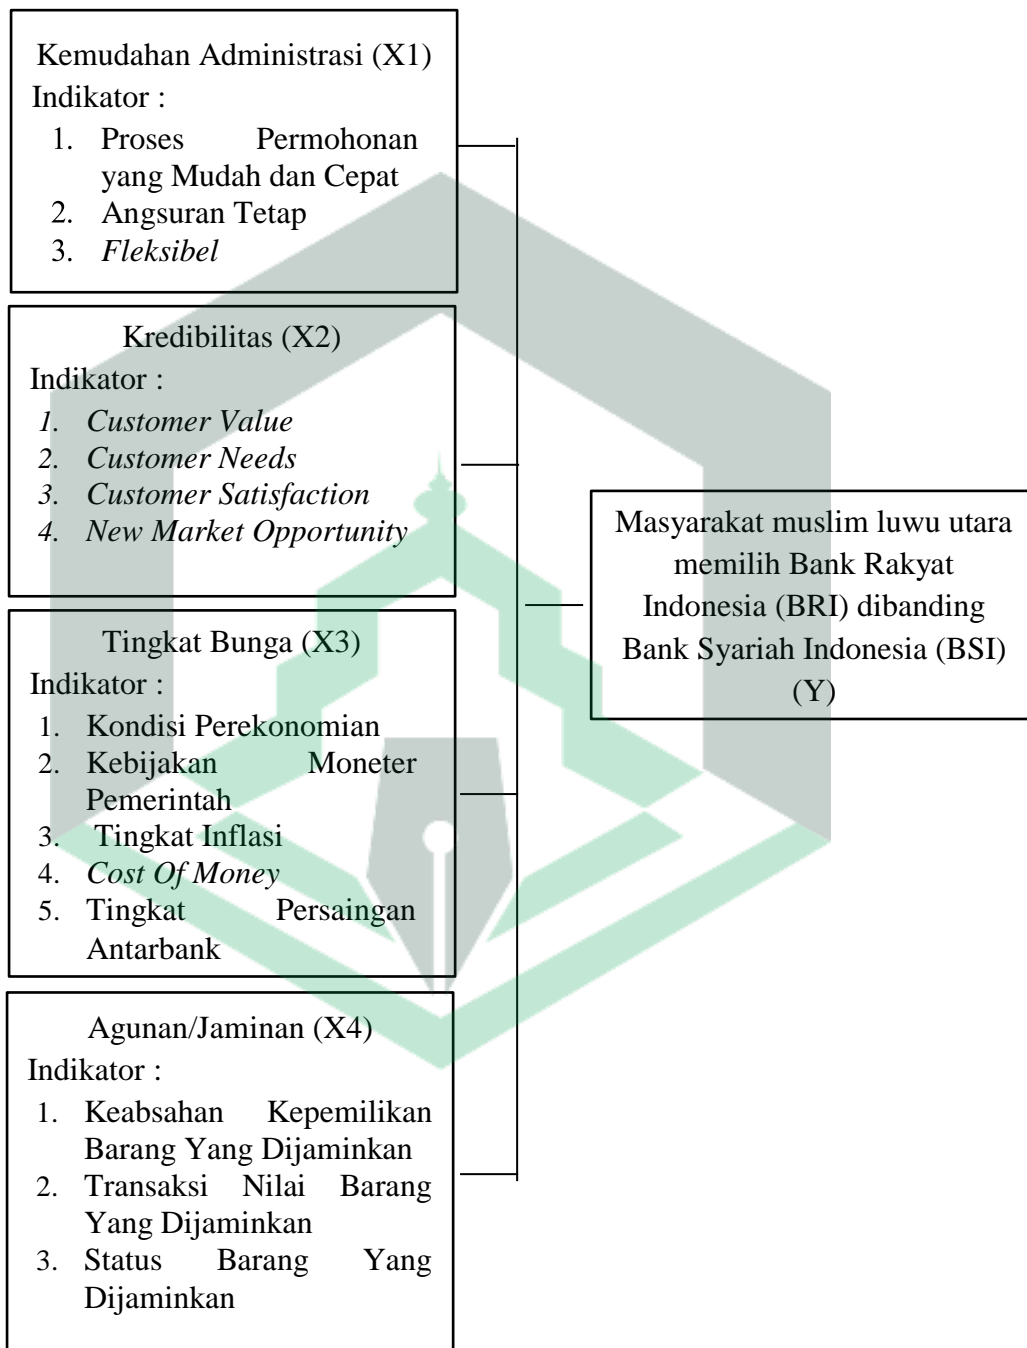 Kemudahan Administrasi (X1)
Indikator :
1. Proses Permohonan
yang Mudah dan Cepat
2. Angsuran Tetap
3. Fleksibel
Kredibilitas (X2)
Indikator :
1. Customer Value
2. Customer Needs
3. Customer Satisfaction
4. New Market Opportunity
Tingkat Bunga (X3)
Indikator :
1. Kondisi Perekonomian
2. Kebijakan Moneter
Pemerintah
3. Tingkat Inflasi
4. Cost Of Money
5. Tingkat Persaingan
Antarbank
Agunan/Jaminan (X4)
Indikator :
1. Keabsahan Kepemilikan
Barang Yang Dijaminkan
2. Transaksi Nilai Barang
Yang Dijaminkan
3. Status Barang Yang
Dijaminkan
Masyarakat muslim luwu utara
memilih Bank Rakyat
Indonesia (BRI) dibanding
Bank Syariah Indonesia (BSI)
(Y)